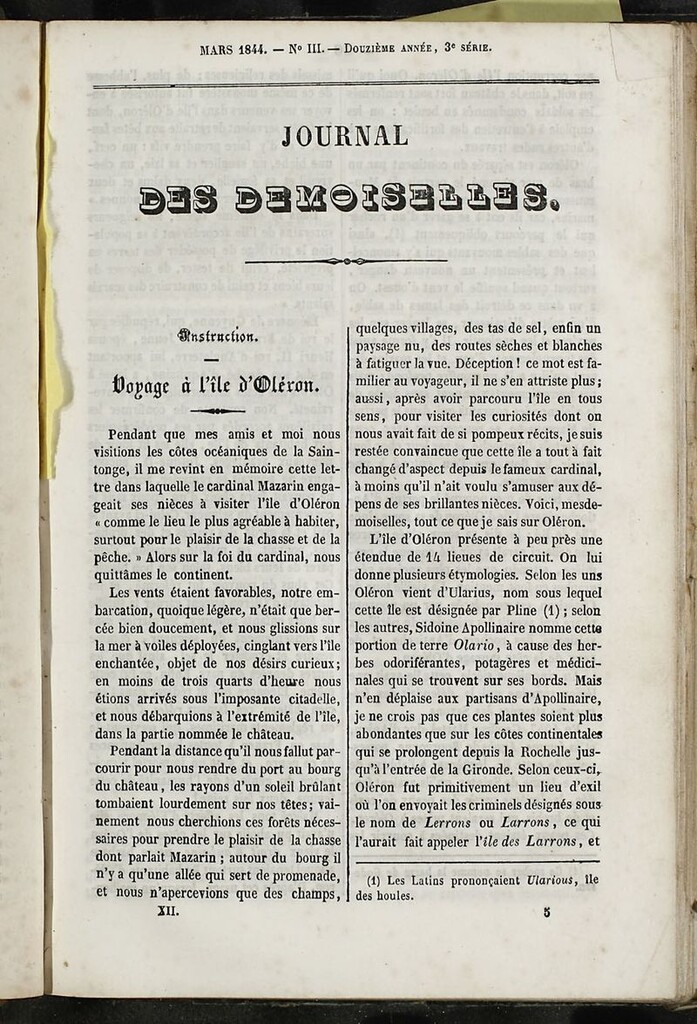 MARS 1844. — No III. — DOUZIÈME ANNÉE, 3e SÉRIE.
JOURNAL
DES DEMOISELLES.
Instruction.
Voyage à l'île d'Oléron.
Pendant que mes amis et moi nous
visitions les côtes océaniques de la Sain-
tonge, il me revint en mémoire cette let-
tre dans laquelle le cardinal Mazarin enga-
geait ses nièces à visiter l'île d'Oléron
« comme le lieu le plus agréable à habiter,
surtout pour le plaisir de la chasse et de la
pêche. » Alors sur la foi du cardinal, nous
quittâmes le continent.
Les vents étaient favorables, notre em-
barcation, quoique légère, n'était que ber-
cée bien doucement, et nous glissions sur
la mer à voiles déployées, cinglant vers l'île
enchantée, objet de nos désirs curieux;
en moins de trois quarts d'heure nous
étions arrivés sous l'imposante citadelle,
et nous débarquions à l'extrémité de l'île,
dans la partie nommée le château.
Pendant la distance qu'il nous fallut par-
courir pour nous rendre du port au bourg
du château, les rayons d'un soleil brûlant
tombaient lourdement sur nos têtes; vai-
nement nous cherchions ces forêts néces-
saires pour prendre le plaisir de la chasse
dont parlait Mazarin; autour du bourg il
n'y a qu'une allée qui sert de promenade,
et nous n'apercevions que des champs,
XII.
quelques villages, des tas de sel, enfin un
paysage nu, des routes sèches et blanches
à fatiguer la vue. Déception! ce mot est fa-
milier au voyageur, il ne s'en attriste plus;
aussi, après avoir parcouru l'île en tous
sens, pour visiter les curiosités dont on
nous avait fait de si pompeux récits, je suis
restée convaincue que cette île a tout à fait
changé d'aspect depuis le fameux cardinal,
à moins qu'il n'ait voulu s'amuser aux dé-
pens de ses brillantes nièces. Voici, mesde-
moiselles, tout ce que je sais sur Oléron.
L'île d'Oléron présente à peu près une
étendue de 14 lieues de circuit. On lui
donne plusieurs étymologies. Selon les uns
Oléron vient d'Ularius, nom sous lequel
cette île est désignée par Pline (1); selon
les autres, Sidoine Apollinaire nomme cette
portion de terre Olario, à cause des her-
bes odoriférantes, potagères et médici-
nales qui se trouvent sur ses bords. Mais
n'en déplaise aux partisans d'Apollinaire,
je ne crois pas que ces plantes soient plus
abondantes que sur les côtes continentales
qui se prolongent depuis la Rochelle jus-
qu'à l'entrée de la Gironde. Selon ceux-ci,
Oléron fut primitivement un lieu d'exil
où l'on envoyait les criminels désignés sous
le nom de Lerrons ou Larrons, ce qui
l'aurait fait appeler l'île des Larrons, et
(1) Les Latins prononçaient Ularious, île
des houles.
5